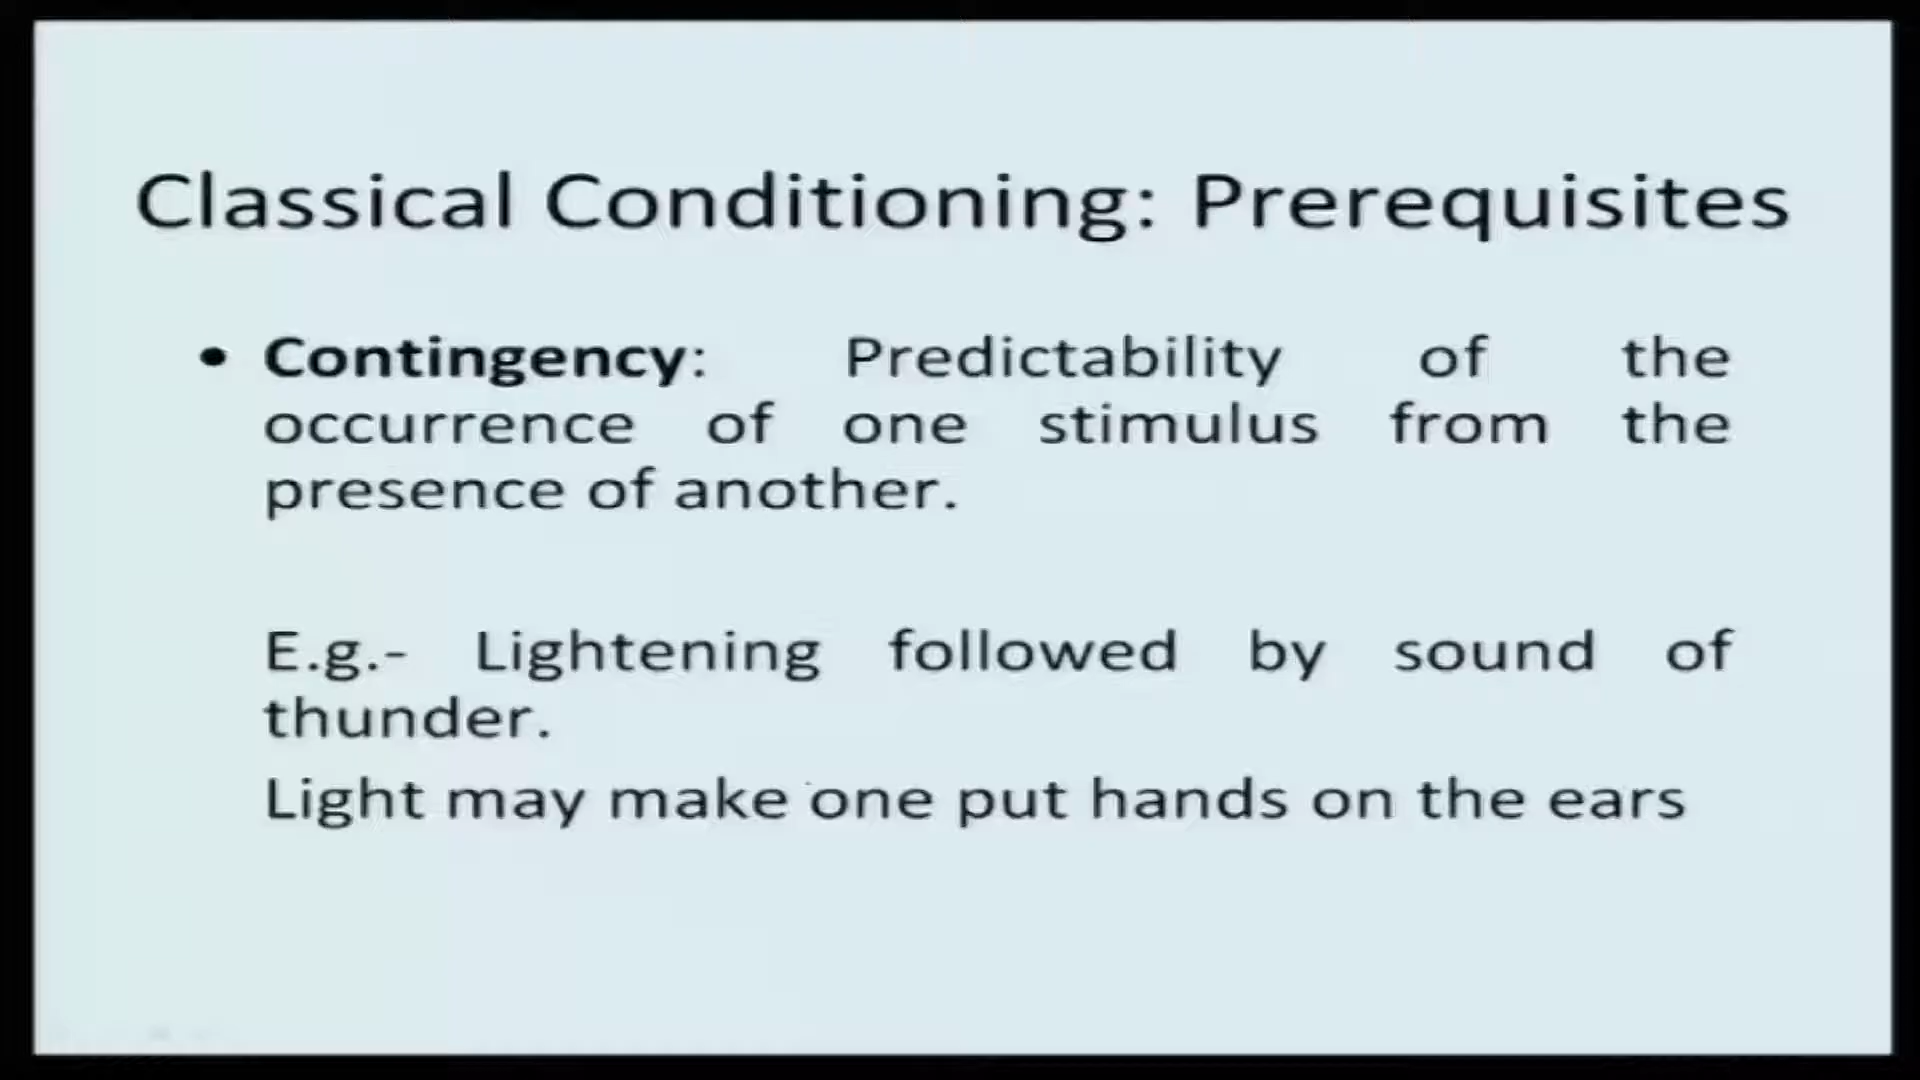 Classical Conditioning: Prerequisites
• Contingency: Predictability of the
occurrence of one stimulus from the
presence of another.
E.g.- Lightening followed by sound of
thunder.
Light may make one put hands on the ears